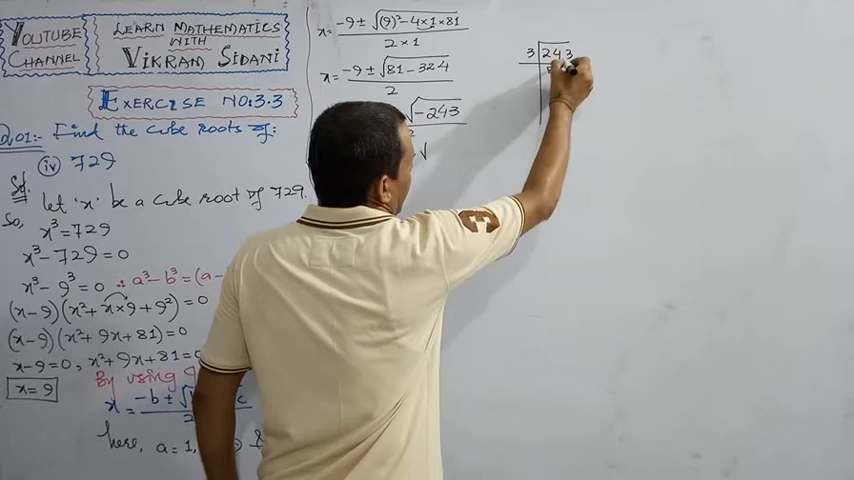 YOUTUBE CHANNEL
LEARN MATHEMATICS
WITH
VIKRAM SIDANI
EXERCISE NO:3.3
Q.01:- Find the cube roots of:
iv 729
Sol.
Let 'x' be a cube root of 729.
So,
x³=729
x³-729=0
x³-9³=0 ∴a³-b³=(a-
(x-9)(x²+x×9+9²)=0
(x-9)(x²+9x+81)=0
x-9=0, x²+9x+81=0
x=9 By using
x= -b±√
2
here, a=1,
x= -9±√(9)²-4×1×81
2×1
x= -9±√81-324
2
√-243
2
√
3 243